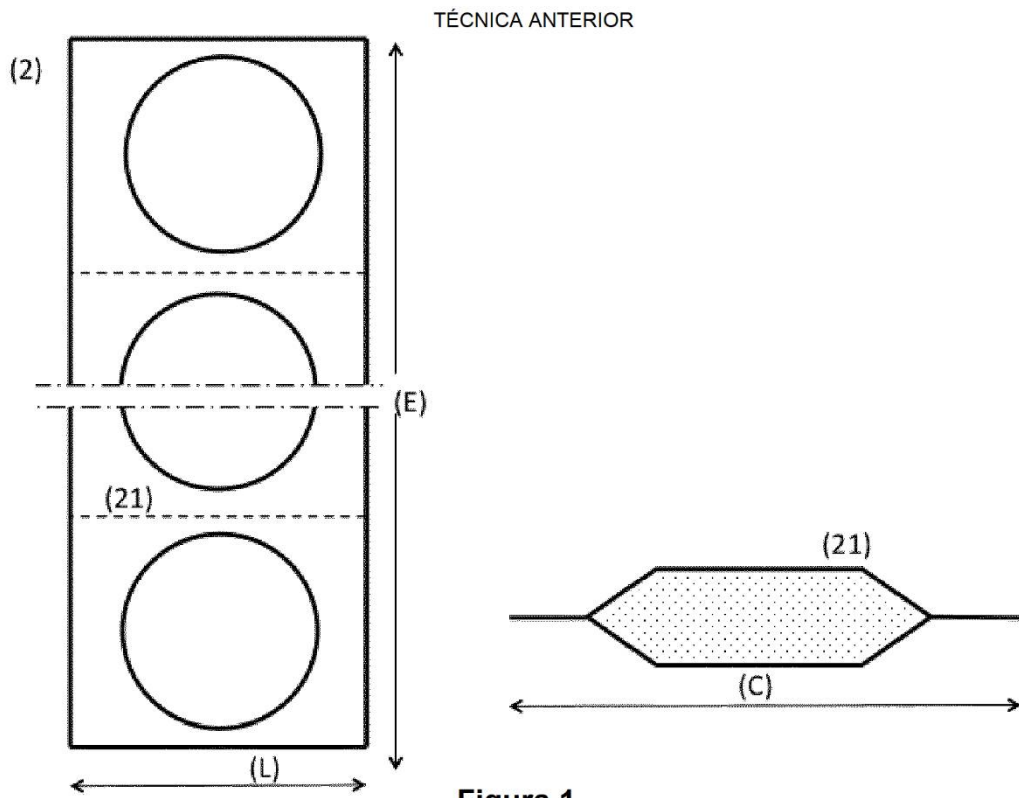 TÉCNICA ANTERIOR
(2)
(E)
(21)
(L)
(21)
(C)
Figura 1